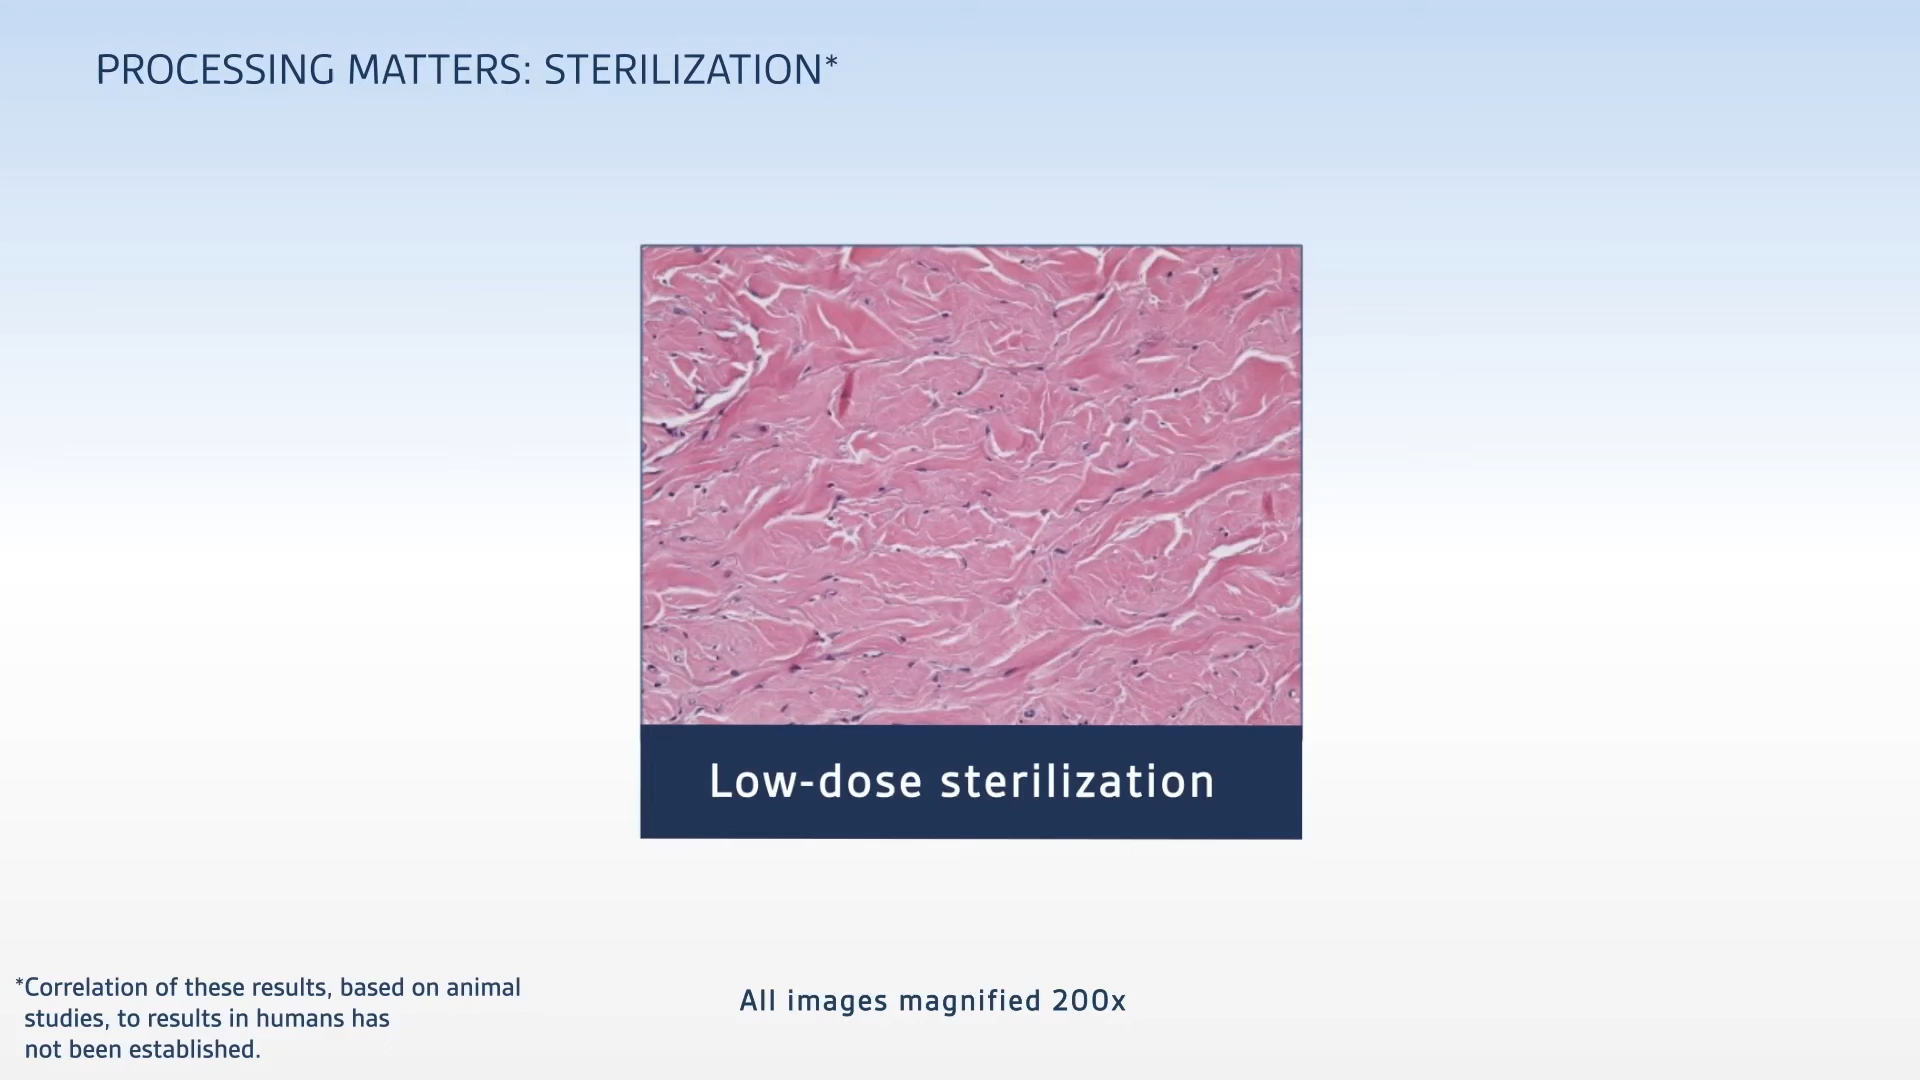 PROCESSING MATTERS: STERILIZATION*
Low-dose sterilization
*Correlation of these results, based on animal
studies, to results in humans has
not been established.
All images magnified 200x